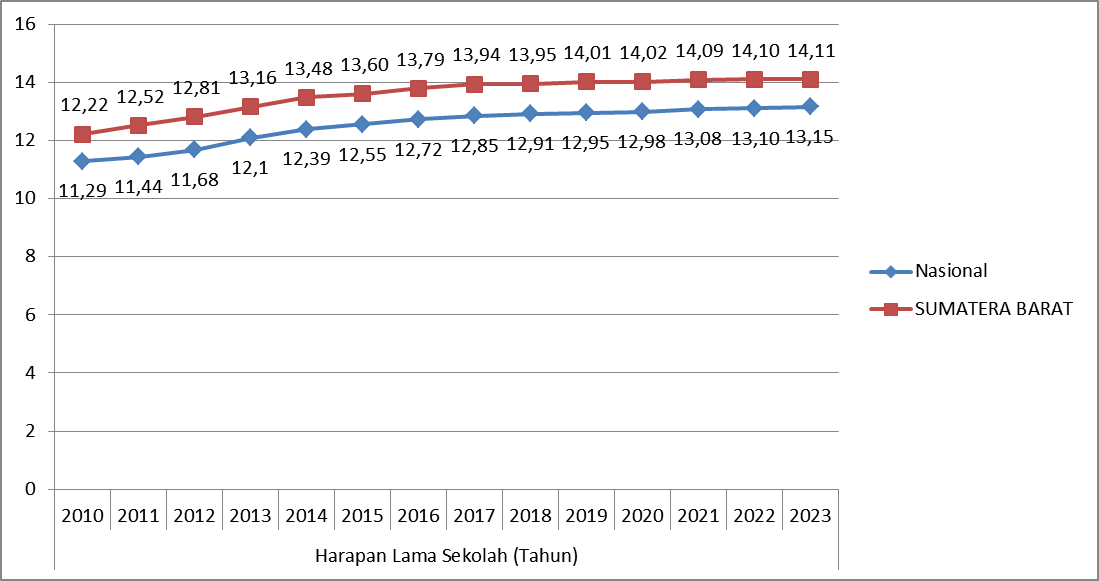 16
14
12
10
8
6
4
2
0
12,22 12,52 12,81 13,16 13,48 13,60 13,79 13,94 13,95 14,01 14,02 14,09 14,10 14,11
11,29 11,44 11,68 12,1 12,39 12,55 12,72 12,85 12,91 12,95 12,98 13,08 13,10 13,15
2010 2011 2012 2013 2014 2015 2016 2017 2018 2019 2020 2021 2022 2023
Harapan Lama Sekolah (Tahun)
Nasional
SUMATERA BARAT